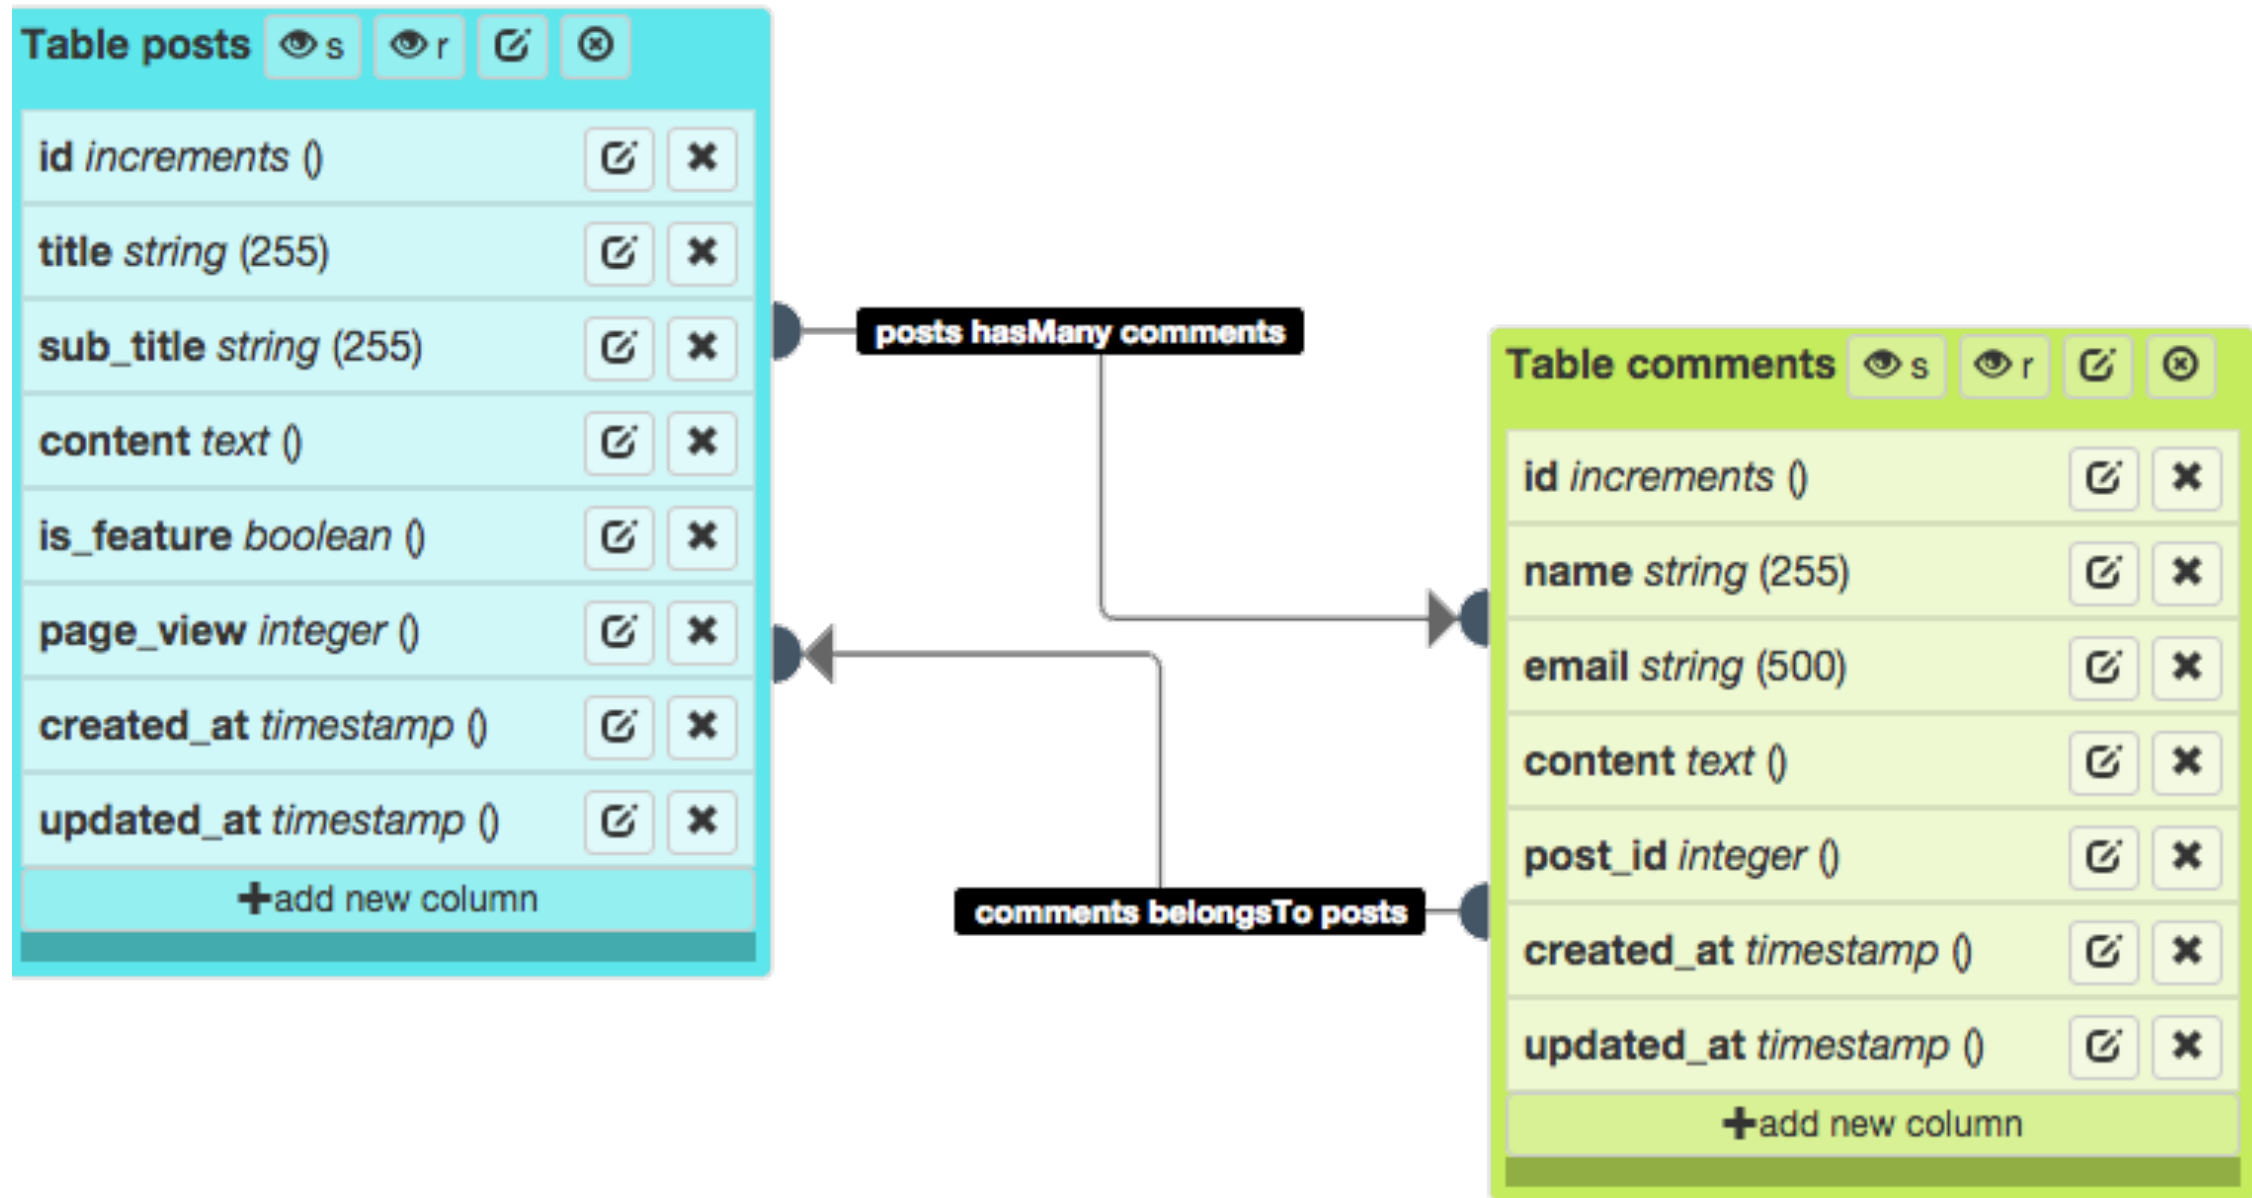 Table posts s r
id increments ()
title string (255)
sub_title string (255)
content text ()
is_feature boolean ()
page_view integer ()
created_at timestamp ()
updated_at timestamp ()
+add new column
posts hasMany comments
comments belongsTo posts
Table comments s r
id increments ()
name string (255)
email string (500)
content text ()
post_id integer ()
created_at timestamp ()
updated_at timestamp ()
+add new column